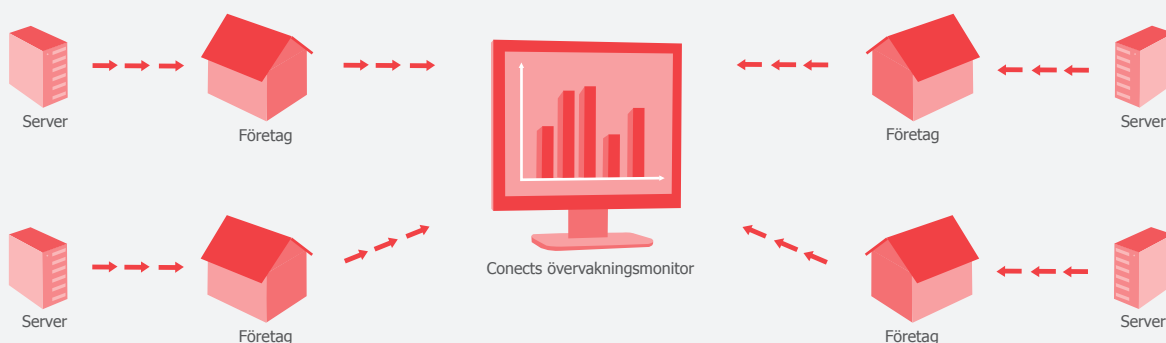 Server
Företag
Företag
Server
Conects övervakningsmonitor
Server
Företag
Företag
Server